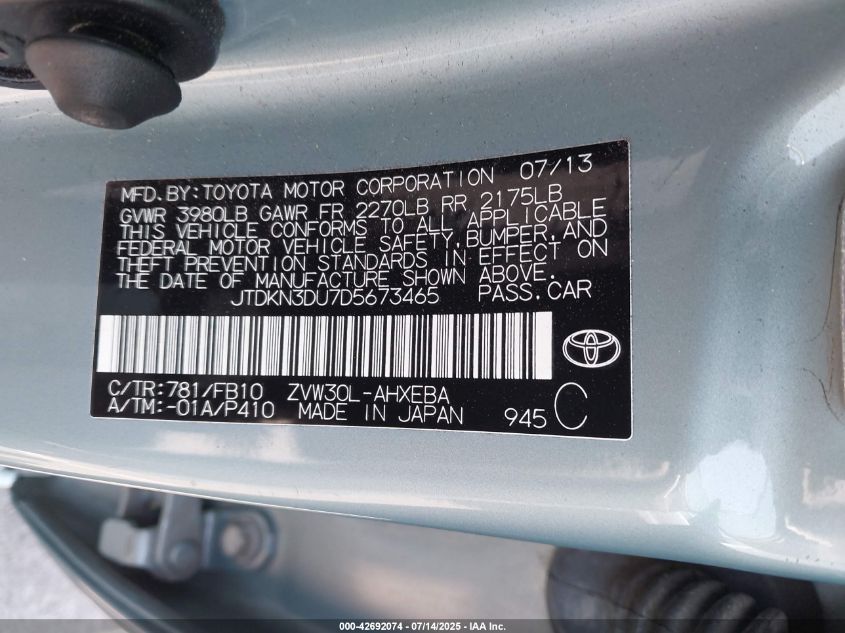 MFD. BY: TOYOTA MOTOR CORPORATION 07/13
GVWR 3980LB GAWR FR 2270LB RR 2175LB
THIS VEHICLE CONFORMS TO ALL APPLICABLE
FEDERAL MOTOR VEHICLE SAFETY, BUMPER, AND
THEFT PREVENTION STANDARDS IN EFFECT ON
THE DATE OF MANUFACTURE SHOWN ABOVE.
JTDKN3DU7D5673465 PASS. CAR
C/TR: 781/FB10 ZVW30L-AHXEBA
A/TM: -01A/P410 MADE IN JAPAN 945 C
000-42692074 - 07/14/2025 - IAA Inc.